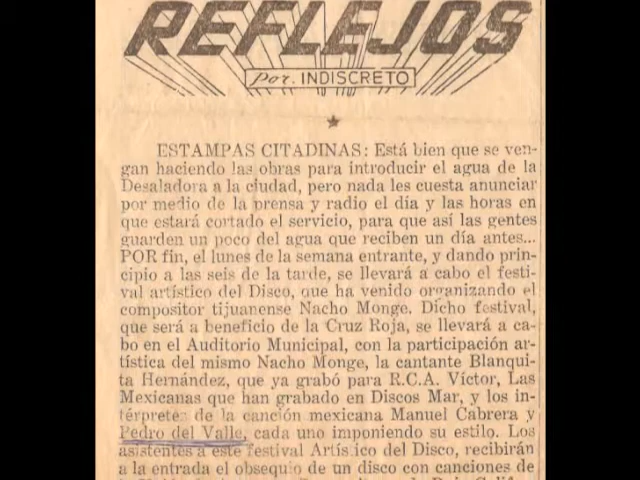 REFLEJOS
Por. INDISCRETO
ESTAMPAS CITADINAS: Está bien que se ven-
gan haciendo las obras para introducir el agua de la
Desaladora a la ciudad, pero nada les cuesta anunciar
por medio de la prensa y radio el día y las horas en
que estará cortado el servicio, para que así las gentes
guarden un poco del agua que reciben un día antes...
POR fin, el lunes de la semana entrante, y dando prin-
cipio a las seis de la tarde, se llevará a cabo el festi-
val artístico del Disco, que ha venido organizando el
compositor tijuanense Nacho Monge. Dicho festival,
que será a beneficio de la Cruz Roja, se llevará a ca-
bo en el Auditorio Municipal, con la participación ar-
tística del mismo Nacho Monge, la cantante Blanqui-
ta Hernández, que ya grabó para R.C.A. Víctor, Las
Mexicanas que han grabado en Discos Mar, y los in-
térpretes de la canción mexicana Manuel Cabrera y
Pedro del Valle, cada uno imponiendo su estilo. Los
asistentes a este festival Artístico del Disco, recibirán
a la entrada el obsequio de un disco con canciones de